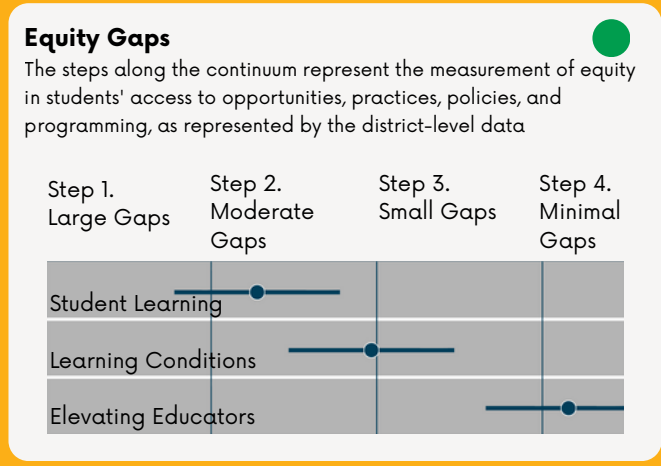 Equity Gaps
The steps along the continuum represent the measurement of equity
in students' access to opportunities, practices, policies, and
programming, as represented by the district-level data
Step 1.
Large Gaps
Step 2.
Moderate
Gaps
Step 3.
Small Gaps
Step 4.
Minimal
Gaps
Student Learning
Learning Conditions
Elevating Educators